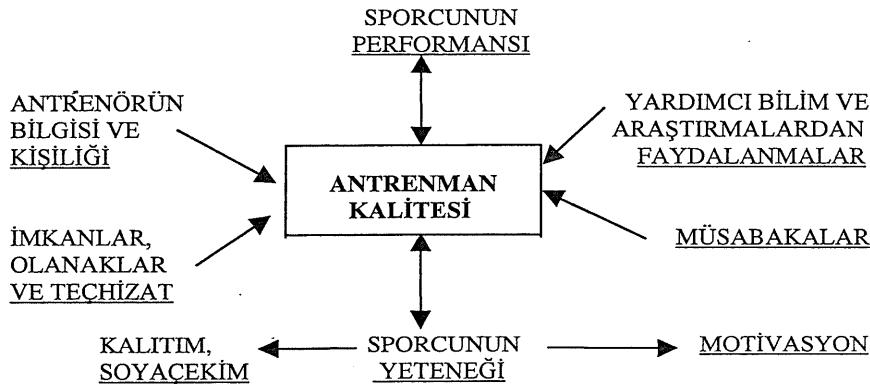 SPORCUNUN
PERFORMANSI
ANTRENÖRÜN
BİLGİSİ VE
KİŞİLİĞİ
YARDIMCI BİLİM VE
ARAŞTIRMALARDAN
FAYDALANMALAR
ANTRENMAN
KALİTESİ
İMKANLAR,
OLANAKLAR
VE TEÇHİZAT
MÜSABAKALAR
KALITIM,
SOYAÇEKİM
SPORCUNUN
YETENEĞİ
MOTİVASYON